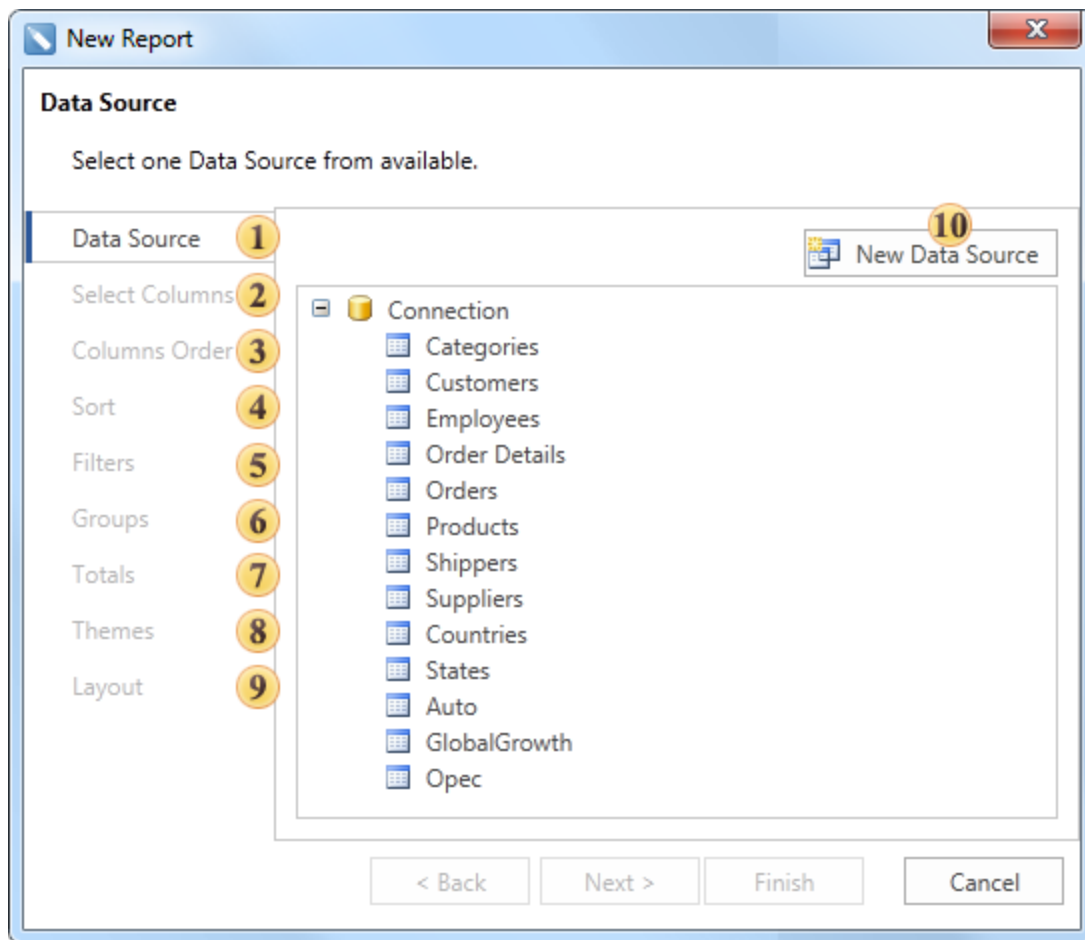 New Report
X
Data Source
Select one Data Source from available.
Data Source 1
10
New Data Source
Select Columns 2
Columns Order 3
Sort 4
Filters 5
Groups 6
Totals 7
Themes 8
Layout 9
Connection
Categories
Customers
Employees
Order Details
Orders
Products
Shippers
Suppliers
Countries
States
Auto
GlobalGrowth
Opec
< Back Next > Finish Cancel